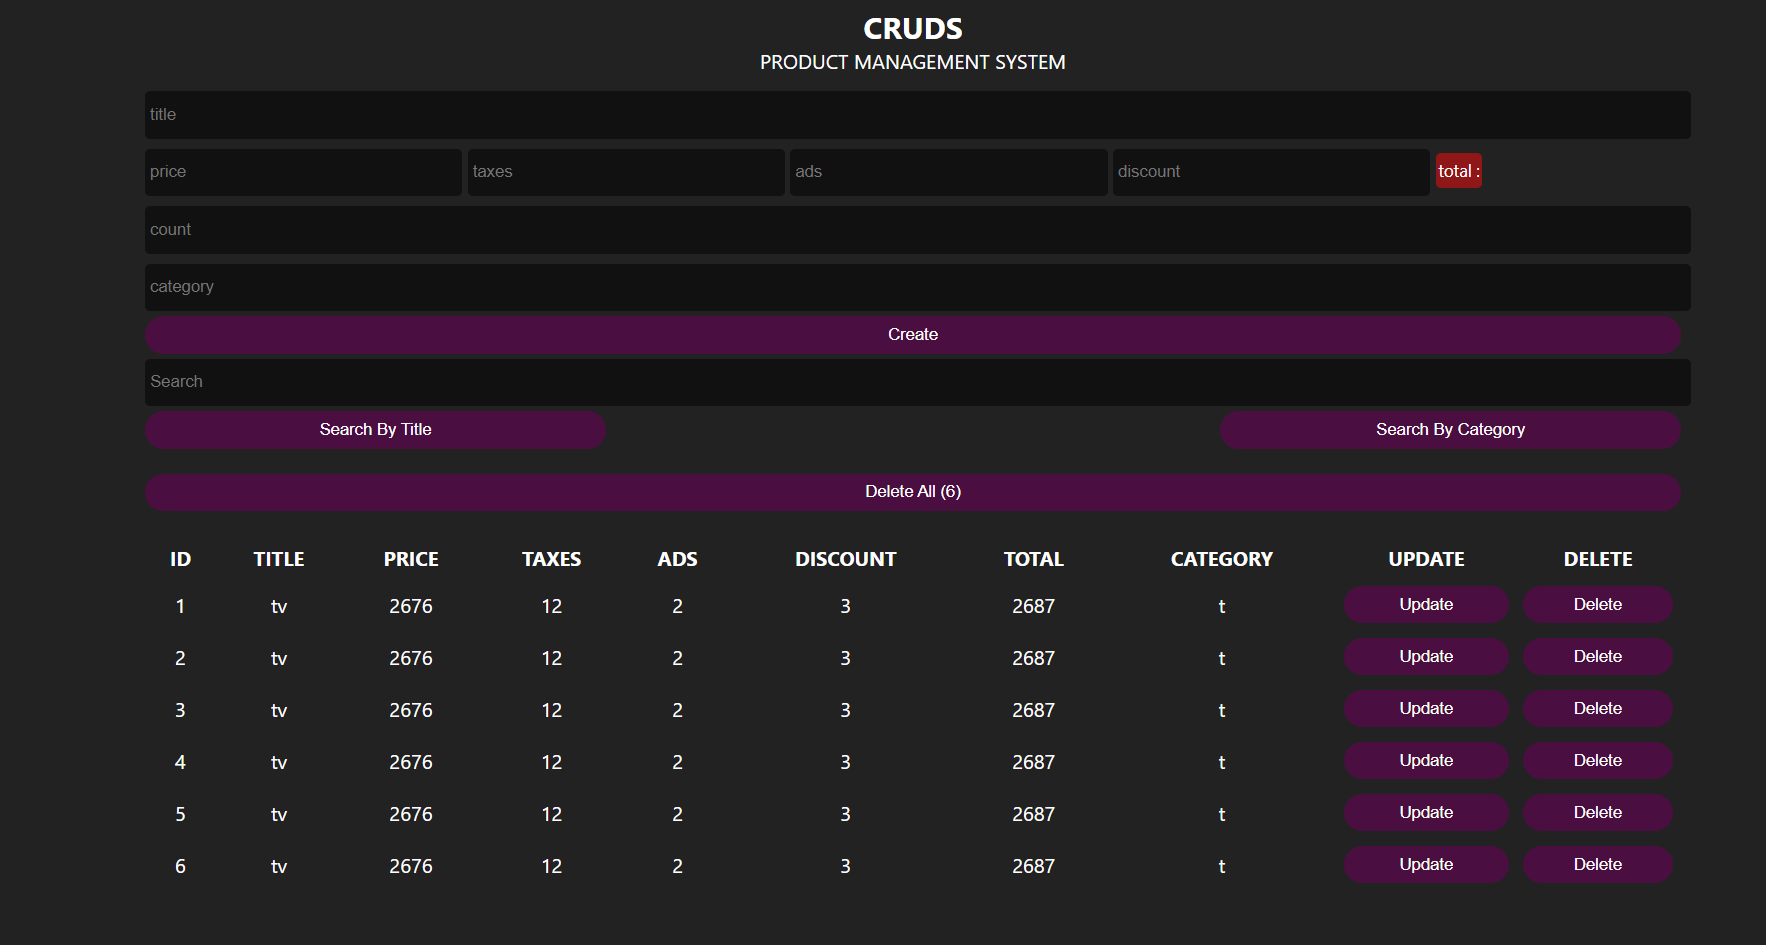 CRUDS
PRODUCT MANAGEMENT SYSTEM
title
price taxes ads discount total :
count
category
Create
Search
Search By Title Search By Category
Delete All (6)
ID TITLE PRICE TAXES ADS DISCOUNT TOTAL CATEGORY UPDATE DELETE
1 tv 2676 12 2 3 2687 t Update Delete
2 tv 2676 12 2 3 2687 t Update Delete
3 tv 2676 12 2 3 2687 t Update Delete
4 tv 2676 12 2 3 2687 t Update Delete
5 tv 2676 12 2 3 2687 t Update Delete
6 tv 2676 12 2 3 2687 t Update Delete